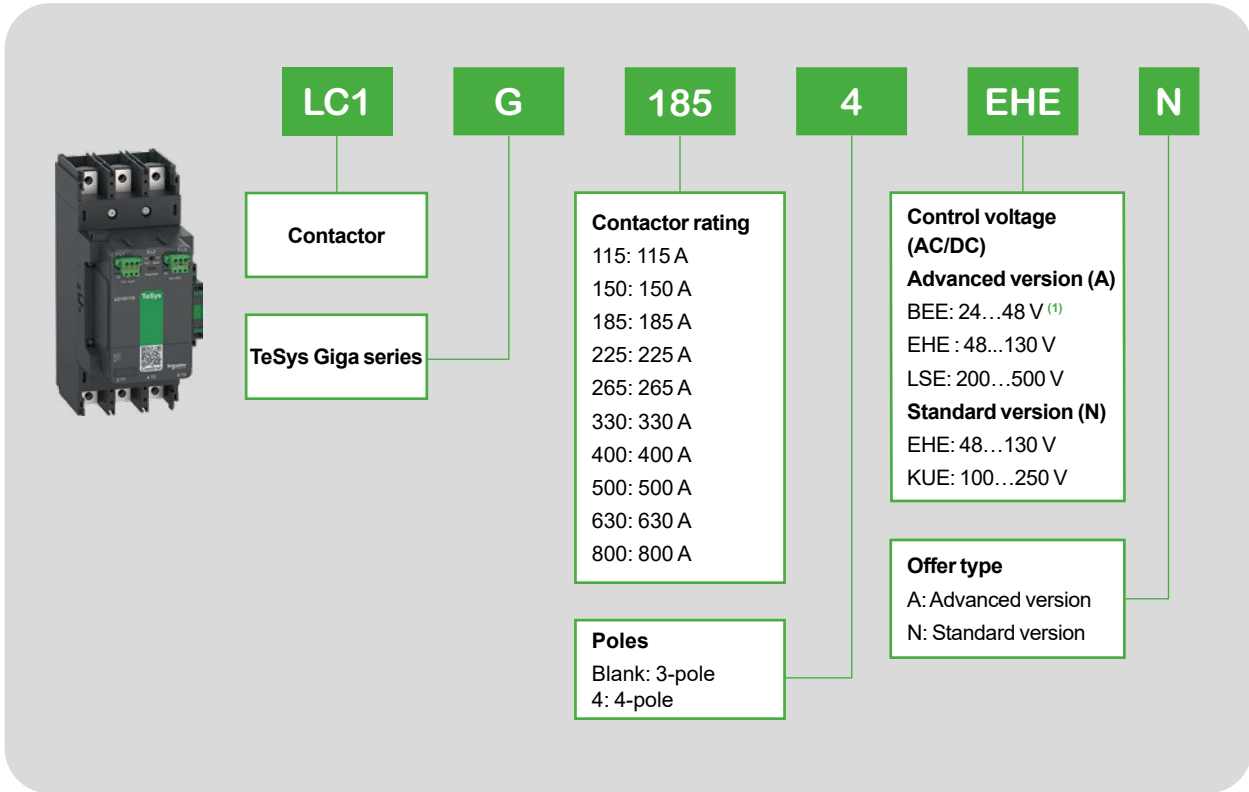 LC1 G 185 4 EHE N
Contactor
TeSys Giga series
Contactor rating
115: 115 A
150: 150 A
185: 185 A
225: 225 A
265: 265 A
330: 330 A
400: 400 A
500: 500 A
630: 630 A
800: 800 A
Poles
Blank: 3-pole
4: 4-pole
Control voltage
(AC/DC)
Advanced version (A)
BEE: 24…48 V (1)
EHE : 48...130 V
LSE: 200…500 V
Standard version (N)
EHE: 48…130 V
KUE: 100…250 V
Offer type
A: Advanced version
N: Standard version
TeSys